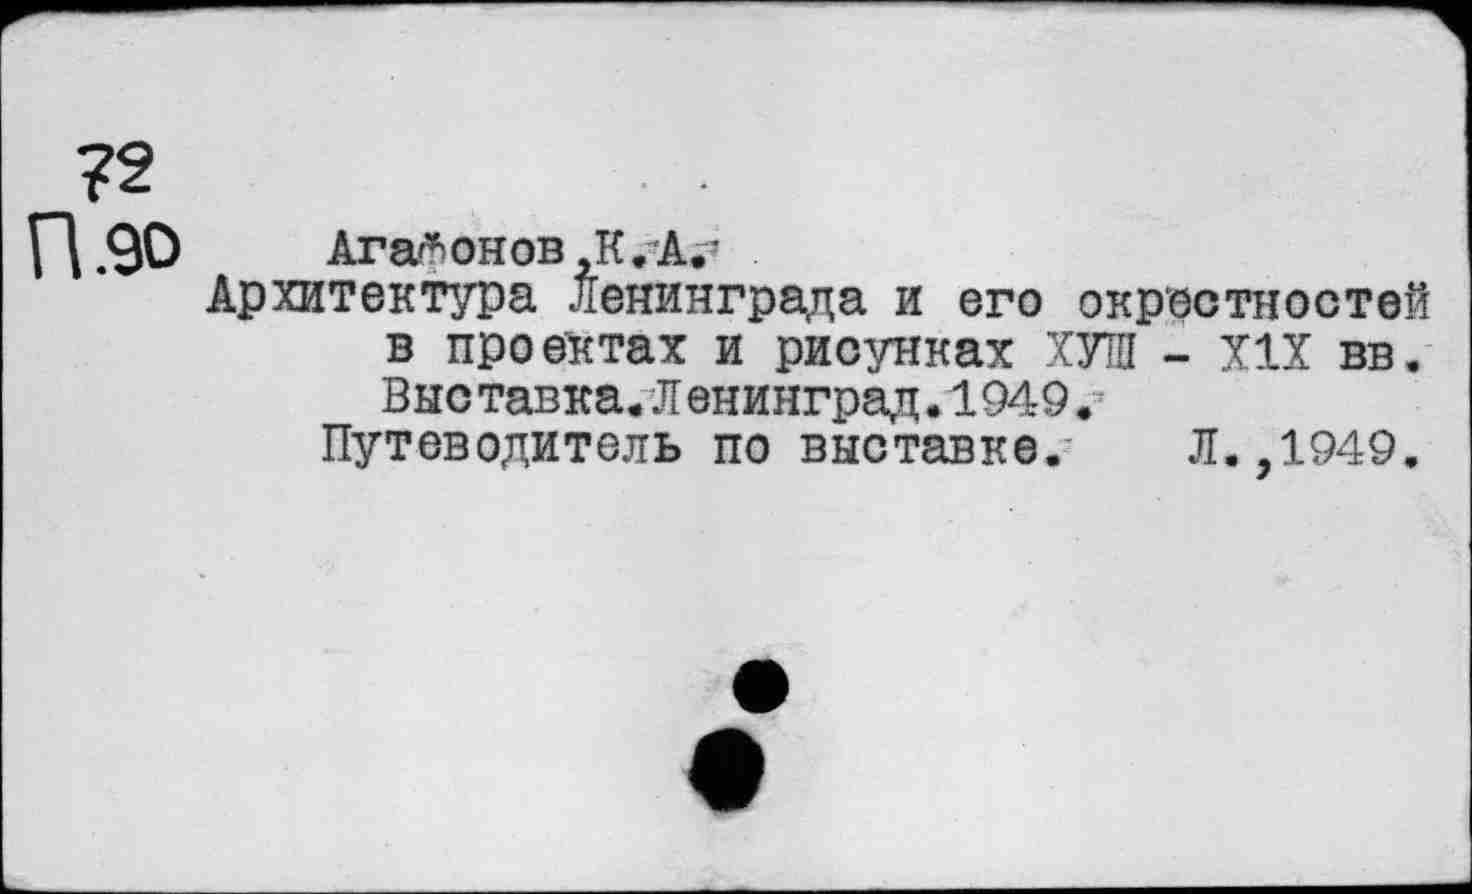 72
П.90
Агафонов,К.А.
Архитектура Ленинграда и его окрестностей
в проектах и рисунках ХУШ - Х1Х вв.
Выставка.Ленинград.1949.
Путеводитель по выставке. Л.,1949.